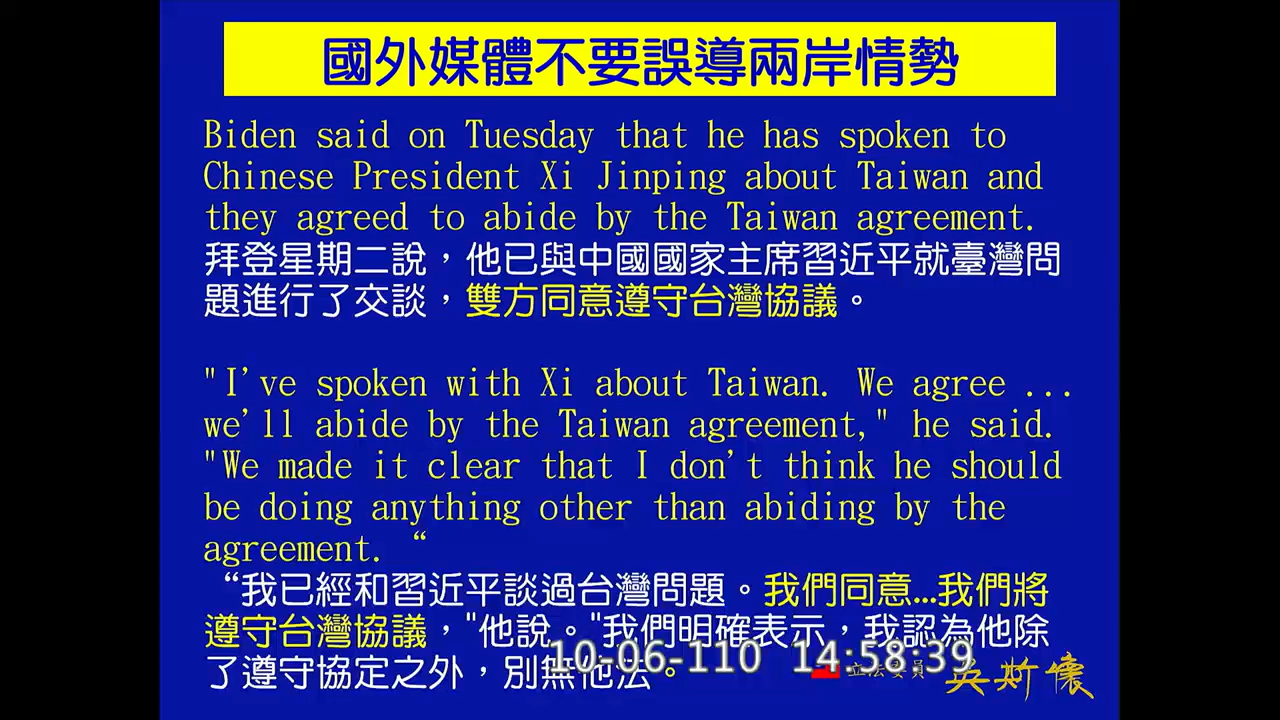 國外媒體不要誤導兩岸情勢
Biden said on Tuesday that he has spoken to
Chinese President Xi Jinping about Taiwan and
they agreed to abide by the Taiwan agreement.
拜登星期二說，他已與中國國家主席習近平就臺灣問
題進行了交談，雙方同意遵守台灣協議。
"I've spoken with Xi about Taiwan. We agree ...
we'll abide by the Taiwan agreement," he said.
"We made it clear that I don't think he should
be doing anything other than abiding by the
agreement. “
“我已經和習近平談過台灣問題。我們同意...我們將
遵守台灣協議，"他說。"我們明確表示，我認為他除
了遵守協定之外，別無他法。
10-06-110 14:58:39
立法委員 吳斯懷